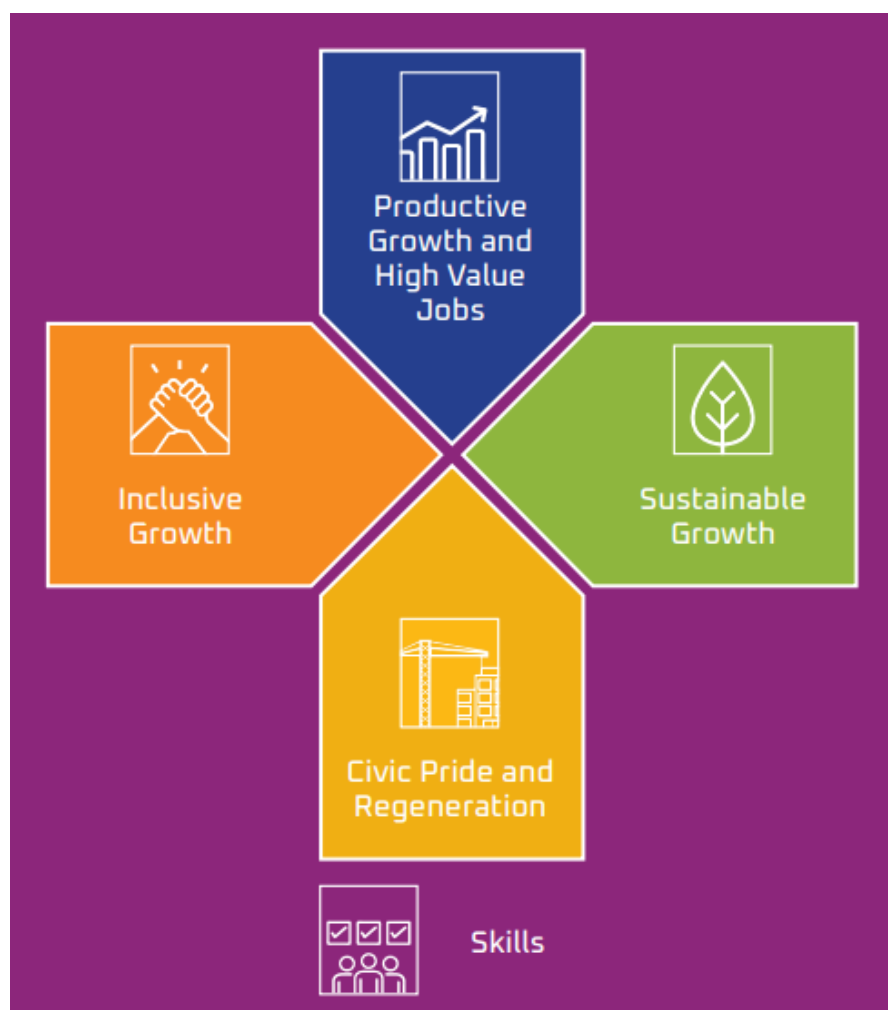 Productive
Growth and
High Value
Jobs
Inclusive
Growth
Sustainable
Growth
Civic Pride and
Regeneration
Skills